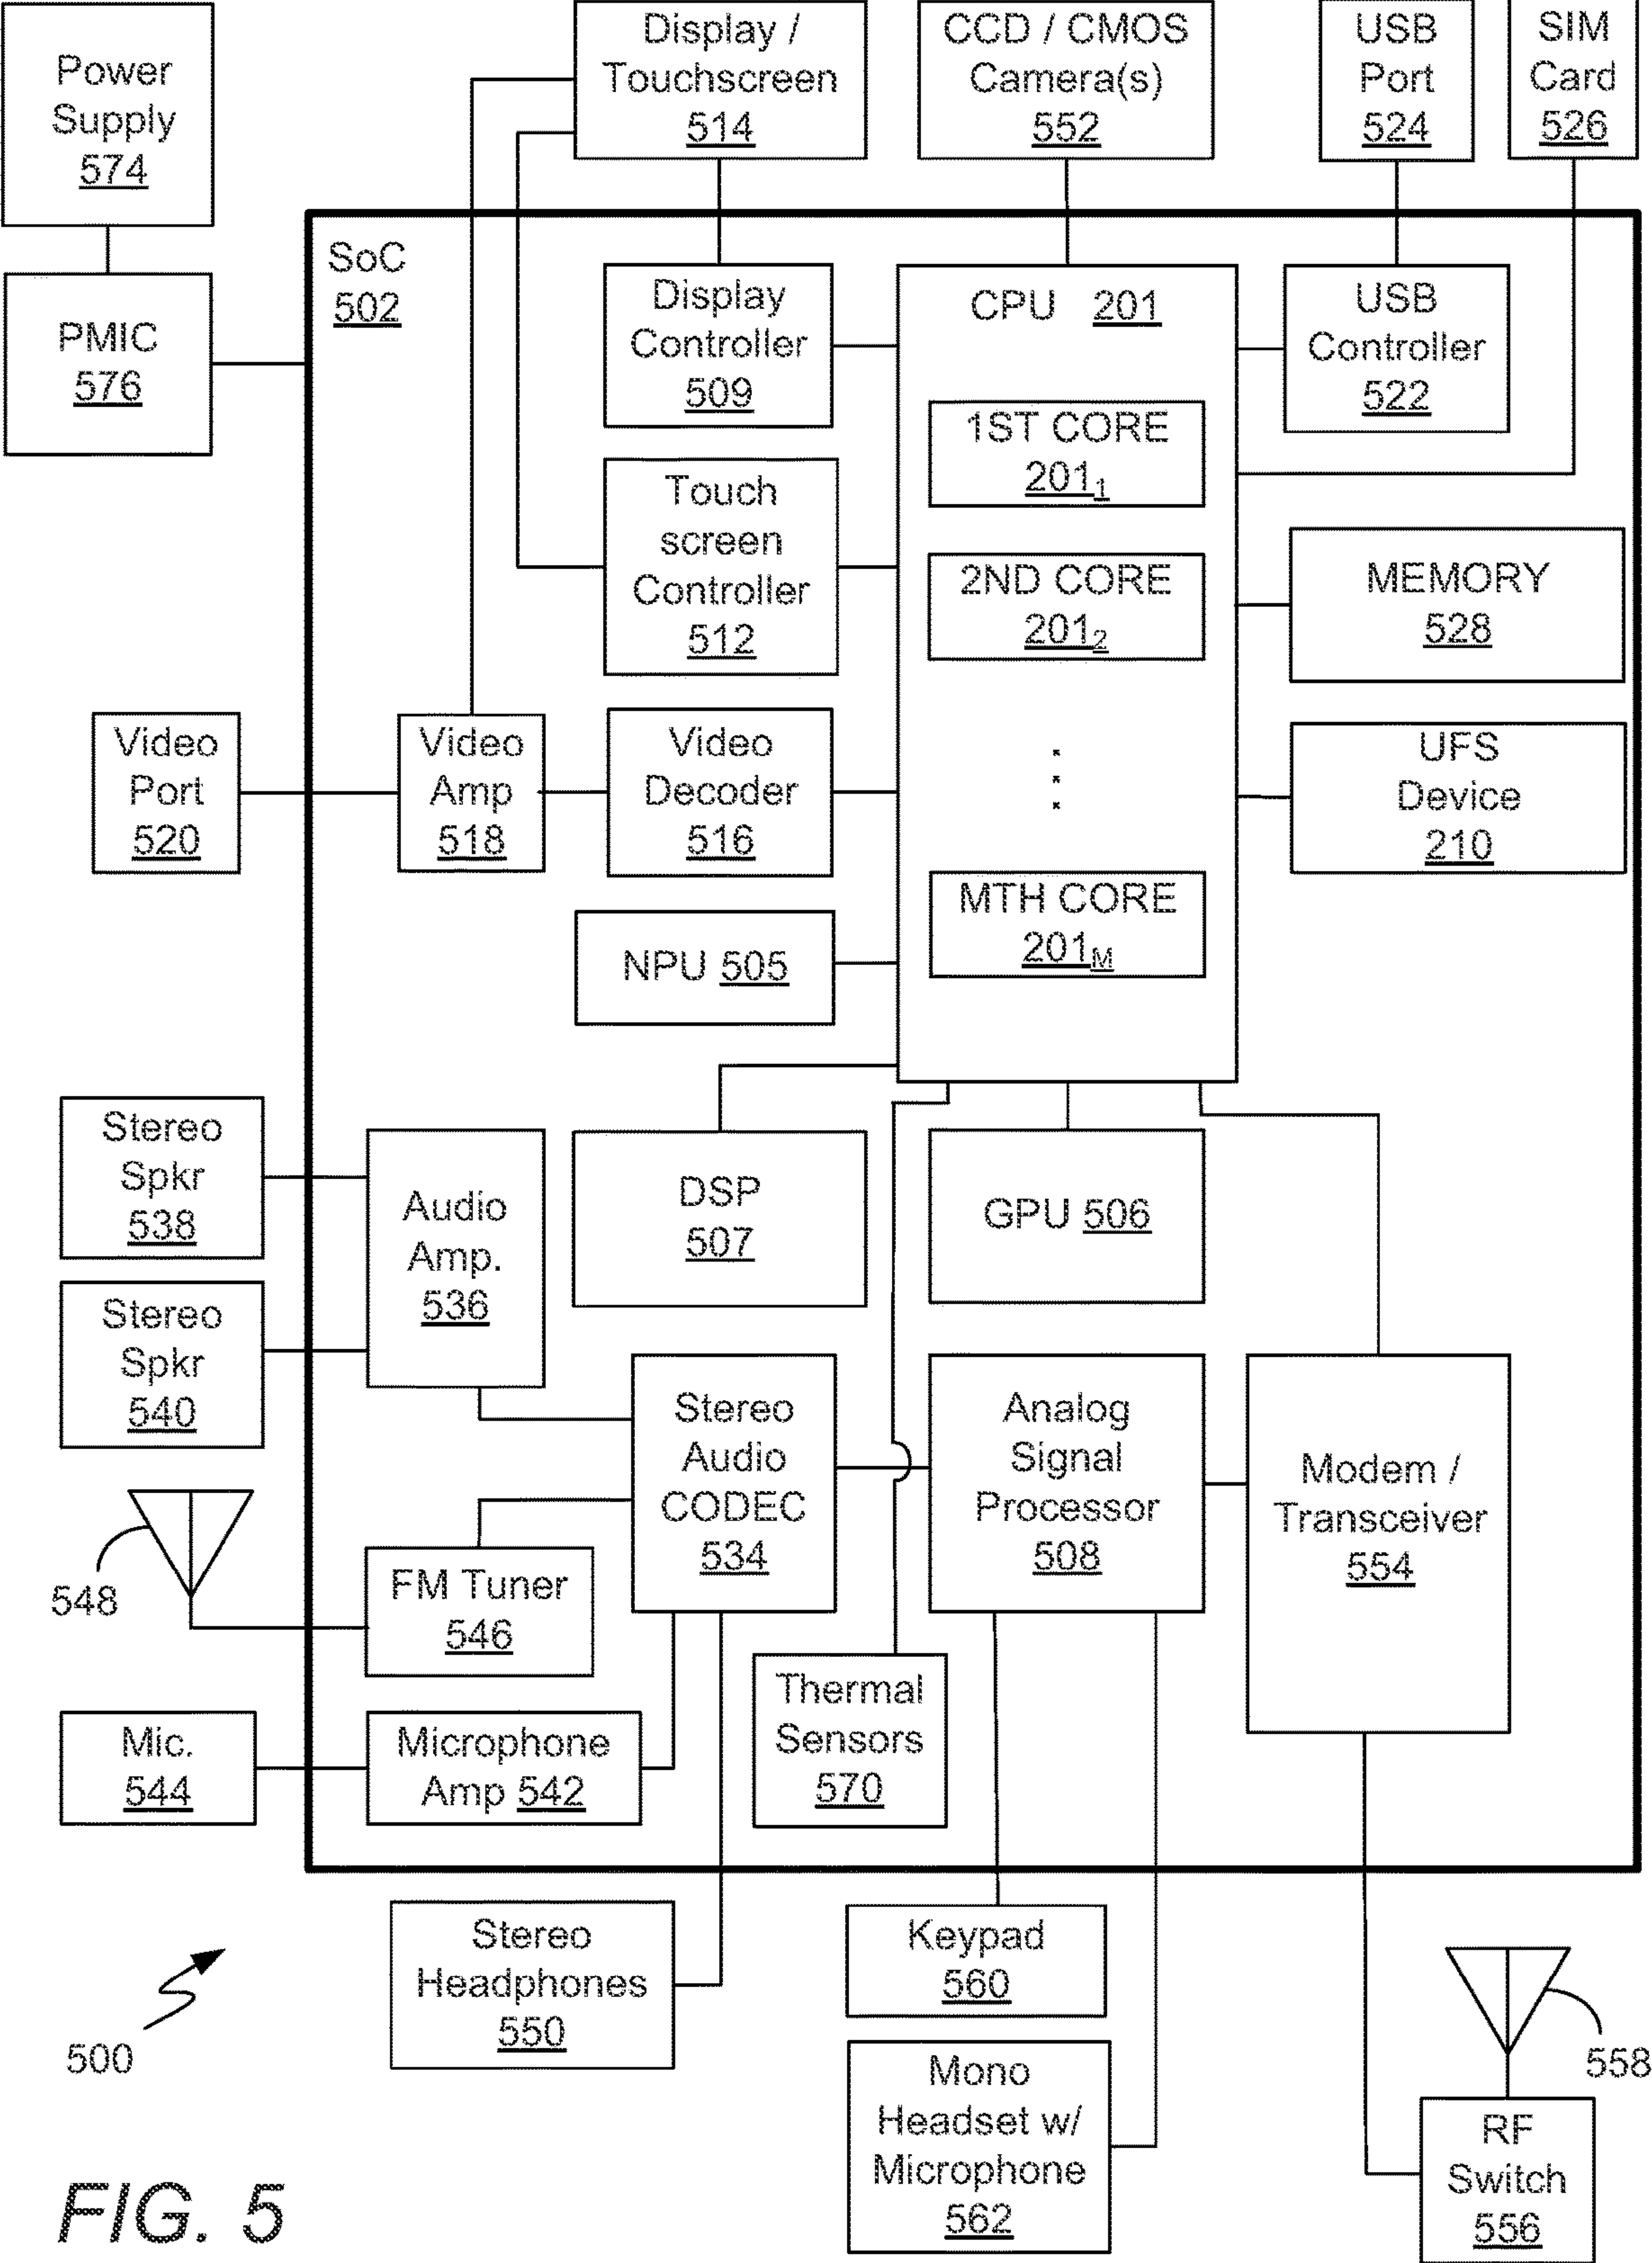 Power
Supply
574
Display /
Touchscreen
514
CCD / CMOS
Camera(s)
552
USB
Port
524
SIM
Card
526
PMIC
576
SoC
502
Display
Controller
509
CPU 201
1ST CORE
201₁
2ND CORE
201₂
MTH CORE
201M
USB
Controller
522
Touch
screen
Controller
512
MEMORY
528
Video
Port
520
Video
Amp
518
Video
Decoder
516
UFS
Device
210
NPU 505
Stereo
Spkr
538
Stereo
Spkr
540
Audio
Amp.
536
DSP
507
GPU 506
Stereo
Audio
CODEC
534
Analog
Signal
Processor
508
Modem /
Transceiver
554
548
FM Tuner
546
Mic.
544
Microphone
Amp 542
Thermal
Sensors
570
Stereo
Headphones
550
Keypad
560
Mono
Headset w/
Microphone
562
558
RF
Switch
556
500
FIG. 5